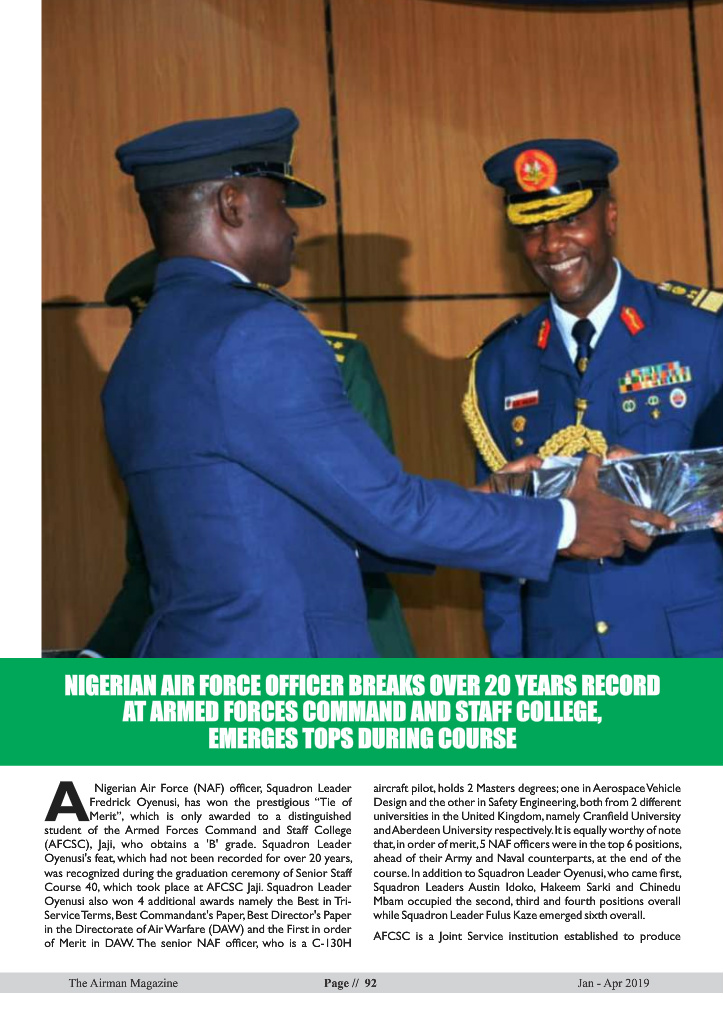 NIGERIAN AIR FORCE OFFICER BREAKS OVER 20 YEARS RECORD
AT ARMED FORCES COMMAND AND STAFF COLLEGE,
EMERGES TOPS DURING COURSE
A Nigerian Air Force (NAF) officer, Squadron Leader
Fredrick Oyenusi, has won the prestigious “Tie of
Merit”, which is only awarded to a distinguished
student of the Armed Forces Command and Staff College
(AFCSC), Jaji, who obtains a 'B' grade. Squadron Leader
Oyenusi's feat, which had not been recorded for over 20 years,
was recognized during the graduation ceremony of Senior Staff
Course 40, which took place at AFCSC Jaji. Squadron Leader
Oyenusi also won 4 additional awards namely the Best in Tri-
Service Terms, Best Commandant's Paper, Best Director's Paper
in the Directorate of Air Warfare (DAW) and the First in order
of Merit in DAW. The senior NAF officer, who is a C-130H
aircraft pilot, holds 2 Masters degrees; one in Aerospace Vehicle
Design and the other in Safety Engineering, both from 2 different
universities in the United Kingdom, namely Cranfield University
and Aberdeen University respectively. It is equally worthy of note
that, in order of merit, 5 NAF officers were in the top 6 positions,
ahead of their Army and Naval counterparts, at the end of the
course. In addition to Squadron Leader Oyenusi, who came first,
Squadron Leaders Austin Idoko, Hakeem Sarki and Chinedu
Mbam occupied the second, third and fourth positions overall
while Squadron Leader Fulus Kaze emerged sixth overall.
AFCSC is a Joint Service institution established to produce
The Airman Magazine
Page // 92
Jan - Apr 2019